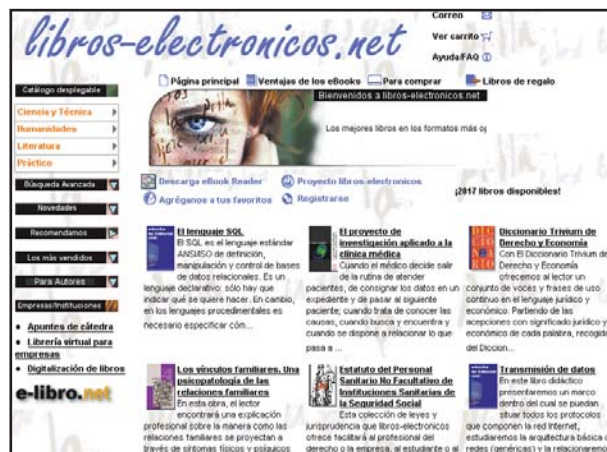 libros-electronicos.net
Correo
Ver carrito
Ayuda/FAQ
Página principal
Ventajas de los eBooks
Para comprar
Libros de regalo
Bienvenidos a libros-electronicos.net
Los mejores libros en los formatos más op
Catálogo desplegable
Ciencia y Técnica
Humanidades
Literatura
Práctico
Búsqueda Avanzada
Novedades
Recomendamos
Los más vendidos
Para Autores
Empresas/Instituciones
Apuntes de cátedra
Librería virtual para
empresas
Digitalización de libros
e-libro.net
Descarga eBook Reader
Proyecto libros-electronicos
Agréganos a tus favoritos
Registrarse
¡2017 libros disponibles!
El lenguaje SQL
El SQL es el lenguaje estándar
ANSI/ISO de definición,
manipulación y control de bases
de datos relacionales. Es un
lenguaje declarativo: sólo hay que
indicar qué se quiere hacer. En cambio,
en los lenguajes procedimentales es
necesario especificar cóm...
El proyecto de
investigación aplicado a la
clínica médica
Cuando el médico decide salir
de la rutina de atender
pacientes, de consignar los datos en un
expediente y de pasar al siguiente
paciente; cuando trata de conocer las
causas, cuando busca y encuentra y
cuando se dispone a relacionar lo que
pasa a ...
Diccionario Trivium de
Derecho y Economía
Con El Diccionario Trivium de
Derecho y Economía
ofrecemos al lector un
conjunto de voces y frases de uso
contínuo en el lenguaje jurídico y
económico. Partiendo de las
acepciones con significado jurídico y
económico de cada palabra, recogida
del Diccion...
Los vínculos familiares. Una
psicopatología de las
relaciones familiares
En esta obra, el lector
encontrará una explicación
profesional sobre la manera como las
relaciones familiares se proyectan a
través de síntomas físicos y psíquicos
Estatuto del Personal
Sanitario No Facultativo de
Instituciones Sanitarias de
la Seguridad Social
Esta colección de leyes y
jurisprudencia que libros-electronicos
ofrece facilitará al profesional del
derecho o la empresa, al estudiante o al
Transmisión de datos
En este libro didáctico
presentaremos un marco
dentro del cual se puedan
situar todos los protocolos
que componen la red Internet,
estudiaremos la arquitectura básica d
redes (genéricas) y la relacionaremo